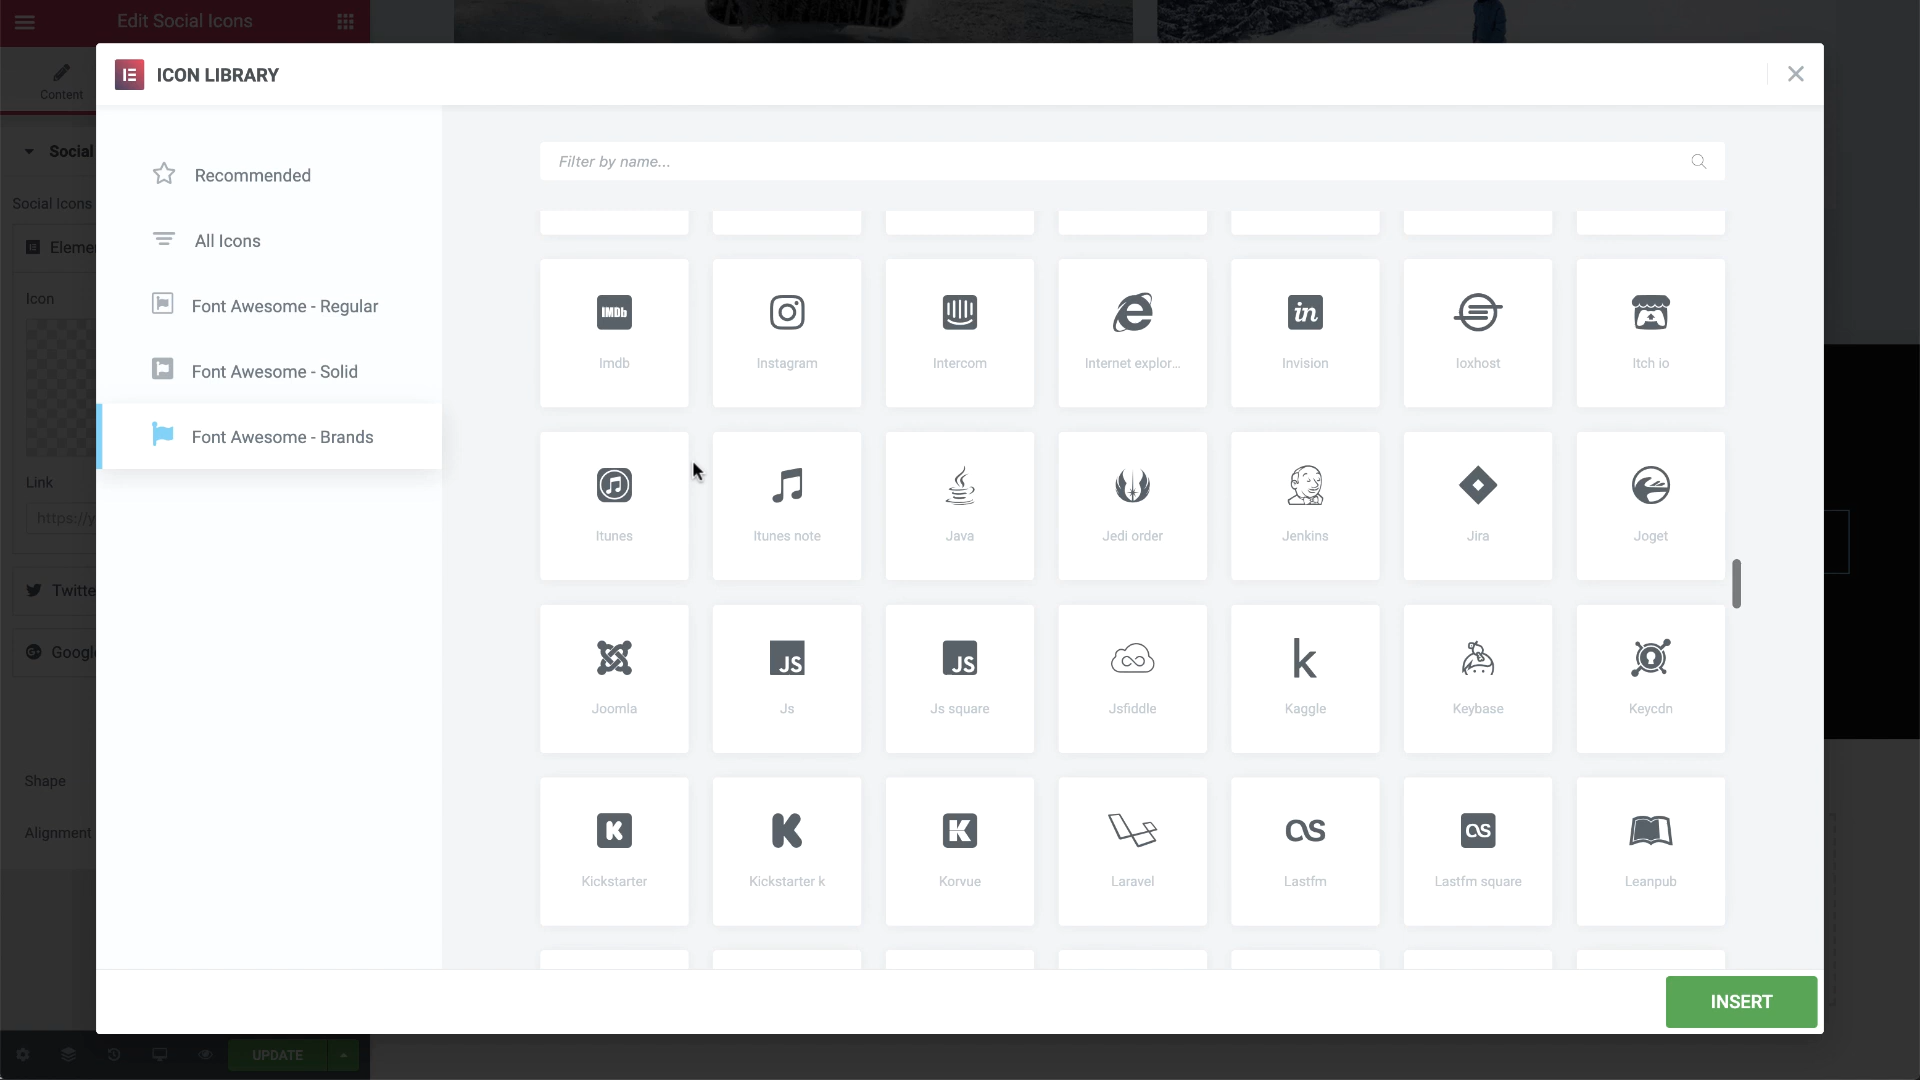 Edit Social Icons
Content
ICON LIBRARY
Social
Social Icons
Icon
Link
https://y
Shape
Alignment
UPDATE
Recommended
All Icons
Font Awesome - Regular
Font Awesome - Solid
Font Awesome - Brands
Filter by name...
IMDb
in
Imdb
Instagram
Intercom
Internet explor...
Invision
Ioxhost
Itch io
Itunes
Itunes note
Java
Jedi order
Jenkins
Jira
Joget
JS
JS
k
Joomla
Js
Js square
Jsfiddle
Kaggle
Keybase
Keycdn
K
K
K
Kickstarter
Kickstarter k
Korvue
Laravel
Lastfm
Lastfm square
Leanpub
INSERT